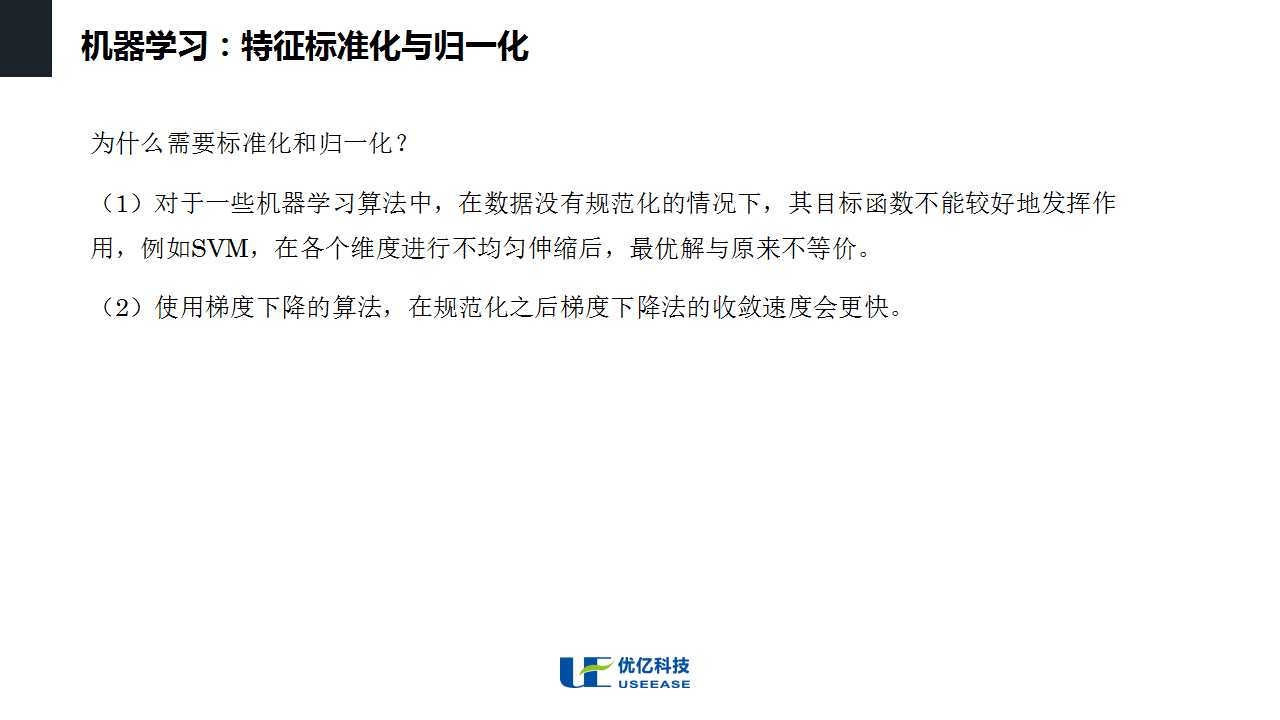 机器学习：特征标准化与归一化
为什么需要标准化和归一化？
（1）对于一些机器学习算法中，在数据没有规范化的情况下，其目标函数不能较好地发挥作
用，例如SVM，在各个维度进行不均匀伸缩后，最优解与原来不等价。
（2）使用梯度下降的算法，在规范化之后梯度下降法的收敛速度会更快。
UE 优亿科技
USEEASE